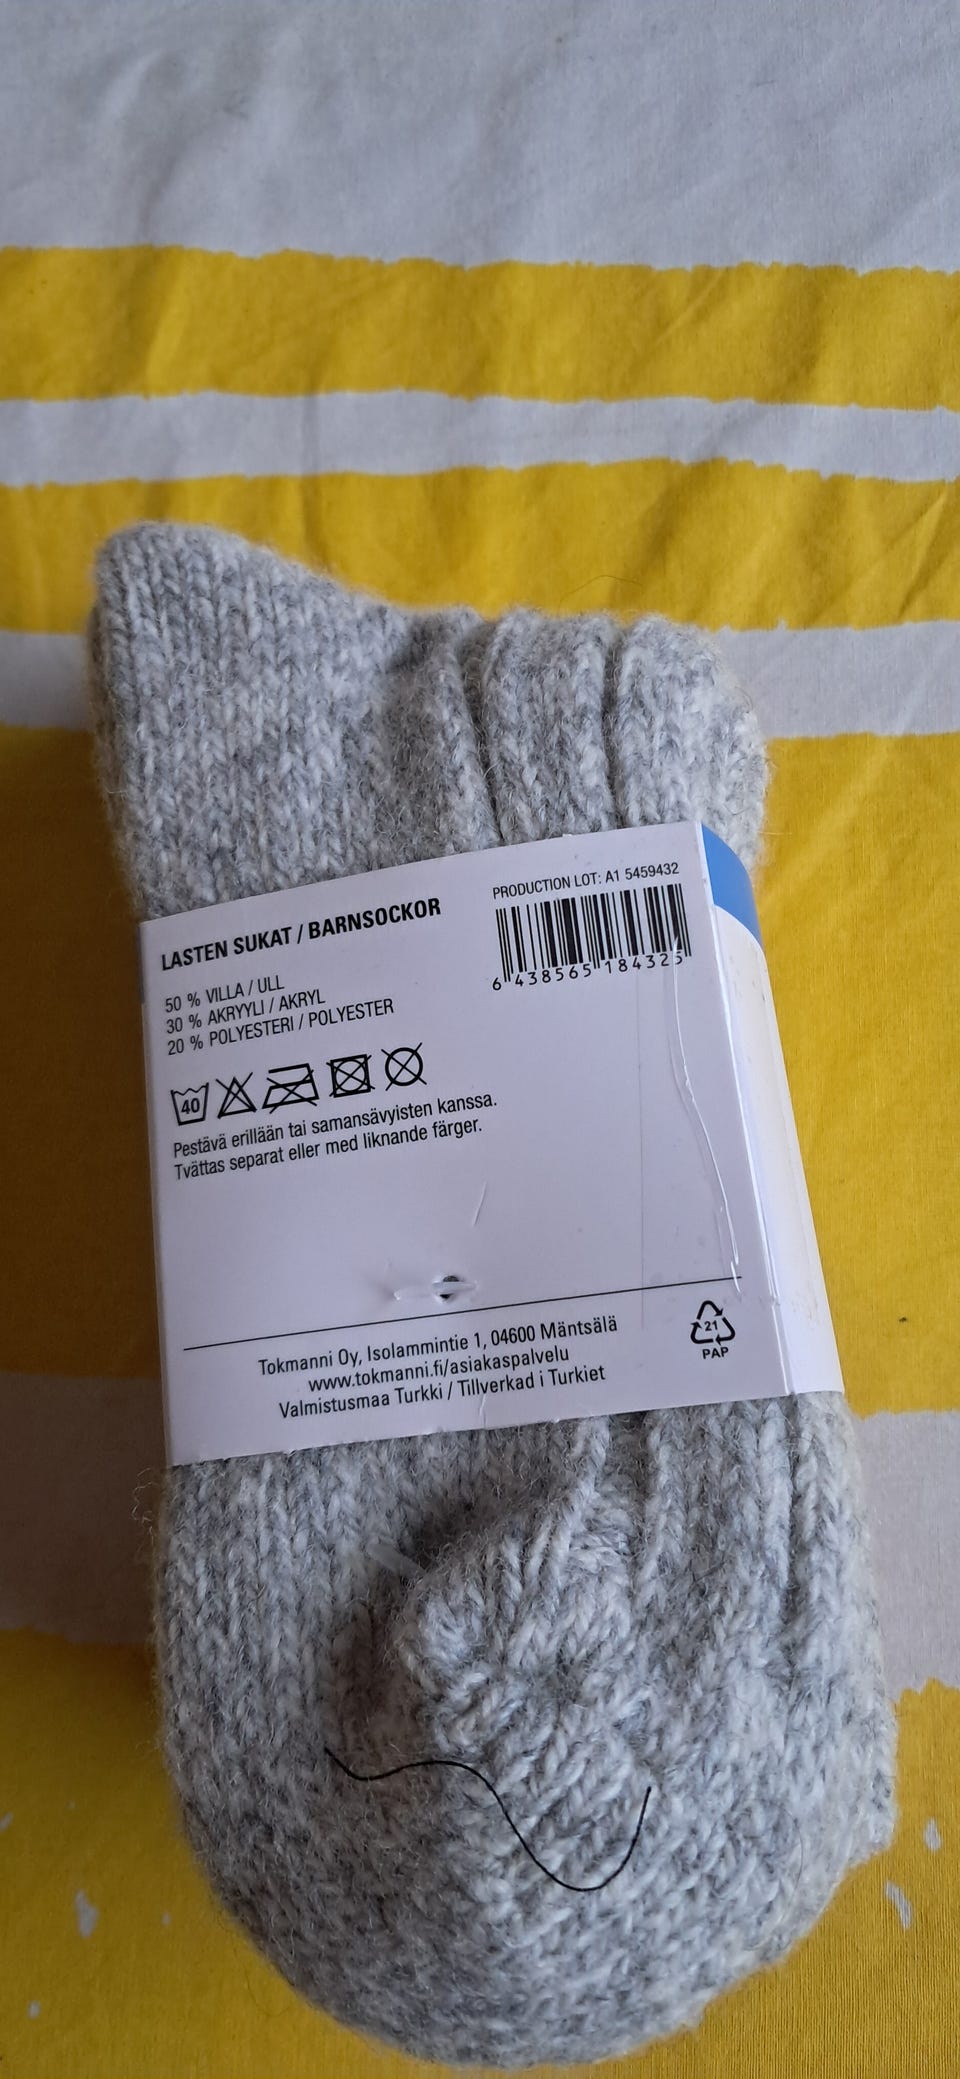 PRODUCTION LOT: A1 5459432
6 438565 184325
LASTEN SUKAT / BARNSOCKOR
50 % VILLA / ULL
30 % AKRYYLI / AKRYL
20 % POLYESTERI / POLYESTER
40
Pestävä erillään tai samansävyisten kanssa.
Tvättas separat eller med liknande färger.
Tokmanni Oy, Isolammintie 1, 04600 Mäntsälä
www.tokmanni.fi/asiakaspalvelu
Valmistusmaa Turkki / Tillverkad i Turkiet
21
PAP